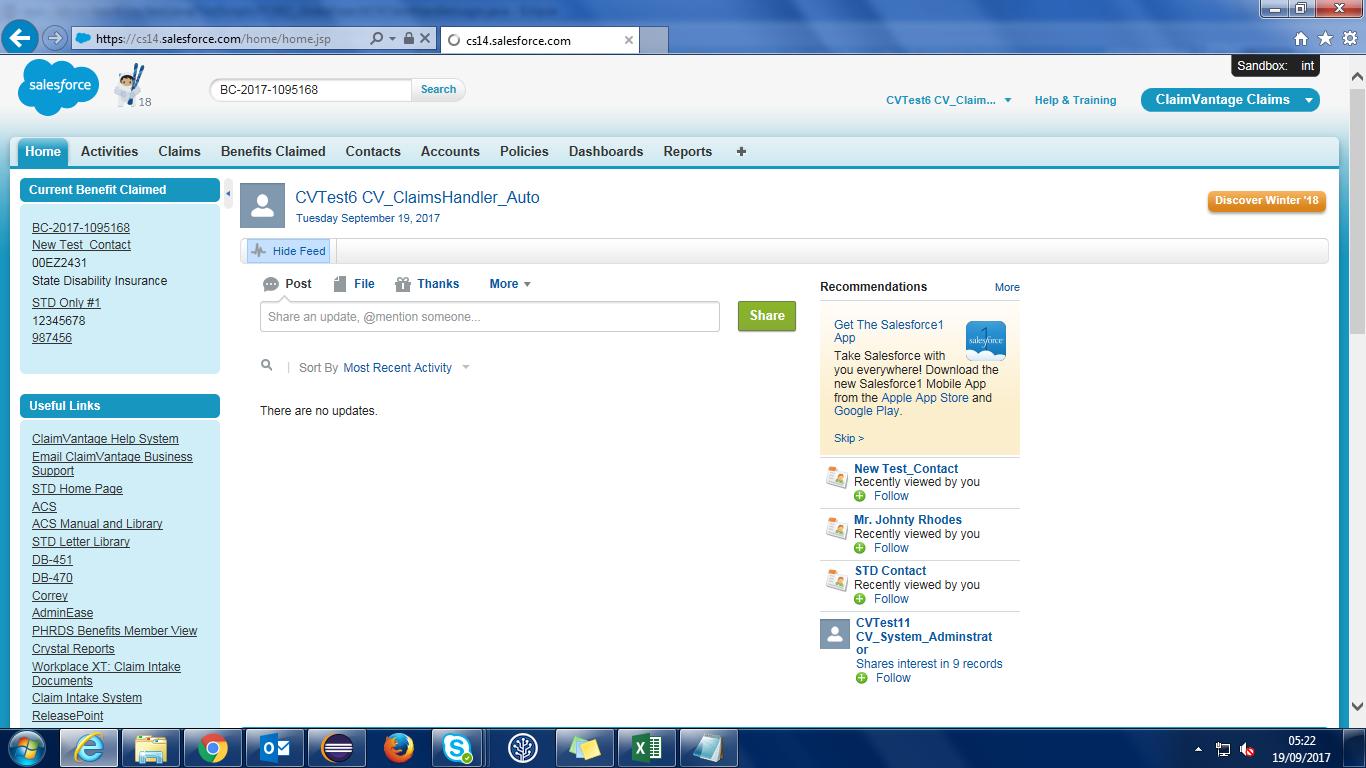 https://cs14.salesforce.com/home/home.jsp
cs14.salesforce.com
Sandbox: int
salesforce
18
BC-2017-1095168
Search
CVTest6 CV_Claim...
Help & Training
ClaimVantage Claims
Home
Activities
Claims
Benefits Claimed
Contacts
Accounts
Policies
Dashboards
Reports
Current Benefit Claimed
BC-2017-1095168
New Test_Contact
00EZ2431
State Disability Insurance
STD Only #1
12345678
987456
Useful Links
ClaimVantage Help System
Email ClaimVantage Business
Support
STD Home Page
ACS
ACS Manual and Library
STD Letter Library
DB-451
DB-470
Correy
AdminEase
PHRDS Benefits Member View
Crystal Reports
Workplace XT: Claim Intake
Documents
Claim Intake System
ReleasePoint
CVTest6 CV_ClaimsHandler_Auto
Tuesday September 19, 2017
Discover Winter '18
Hide Feed
Post
File
Thanks
More
Share an update, @mention someone...
Share
Sort By Most Recent Activity
There are no updates.
Recommendations
More
Get The Salesforce1
App
salesforce
1
Take Salesforce with
you everywhere! Download the
new Salesforce1 Mobile App
from the Apple App Store and
Google Play.
Skip >
New Test_Contact
Recently viewed by you
Follow
Mr. Johnty Rhodes
Recently viewed by you
Follow
STD Contact
Recently viewed by you
Follow
CVTest11
CV_System_Adminstrat
or
Shares interest in 9 records
Follow
05:22
19/09/2017